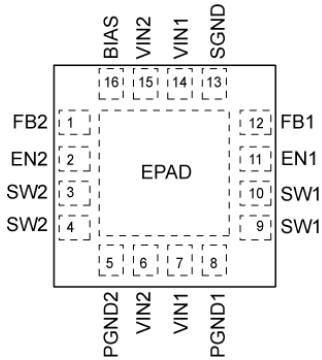 BIAS VIN2 VIN1 SGND
16 15 14 13
FB2 1 12 FB1
EN2 2 11 EN1
EPAD
SW2 3 10 SW1
SW2 4 9 SW1
5 6 7 8
PGND2 VIN2 VIN1 PGND1